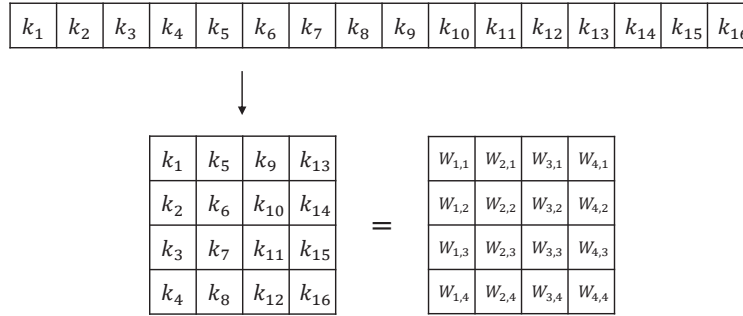 k₁ k₂ k₃ k₄ k₅ k₆ k₇ k₈ k₉ k₁₀ k₁₁ k₁₂ k₁₃ k₁₄ k₁₅ k₁₆
k₁ k₅ k₉ k₁₃ W₁,₁ W₂,₁ W₃,₁ W₄,₁
k₂ k₆ k₁₀ k₁₄ = W₁,₂ W₂,₂ W₃,₂ W₄,₂
k₃ k₇ k₁₁ k₁₅ W₁,₃ W₂,₃ W₃,₃ W₄,₃
k₄ k₈ k₁₂ k₁₆ W₁,₄ W₂,₄ W₃,₄ W₄,₄